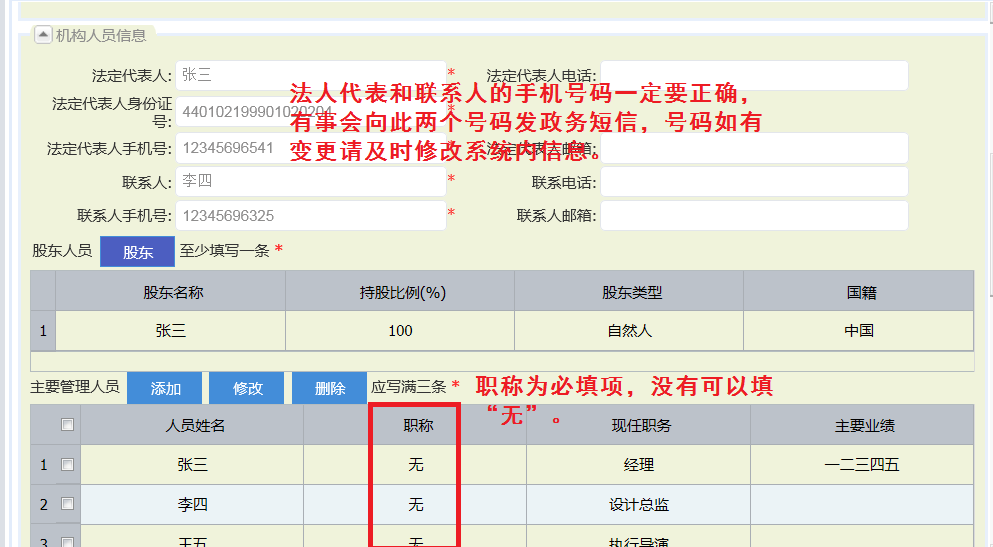 机构人员信息
法定代表人: 张三 * 法定代表人电话:
法定代表人身份证号: 440102199901020204 *
法人代表和联系人的手机号码一定要正确，
有事会向此两个号码发政务短信，号码如有
变更请及时修改系统内信息。
法定代表人手机号: 12345696541 * 法定代表人邮箱:
联系人: 李四 * 联系电话:
联系人手机号: 12345696325 * 联系人邮箱:
股东人员 股东 至少填写一条 *
股东名称 持股比例(%) 股东类型 国籍
1 张三 100 自然人 中国
主要管理人员 添加 修改 删除 应写满三条 *
职称为必填项，没有可以填
“无”。
人员姓名 职称 现任职务 主要业绩
1 张三 无 经理 一二三四五
2 李四 无 设计总监
3 王五 无 执行导演